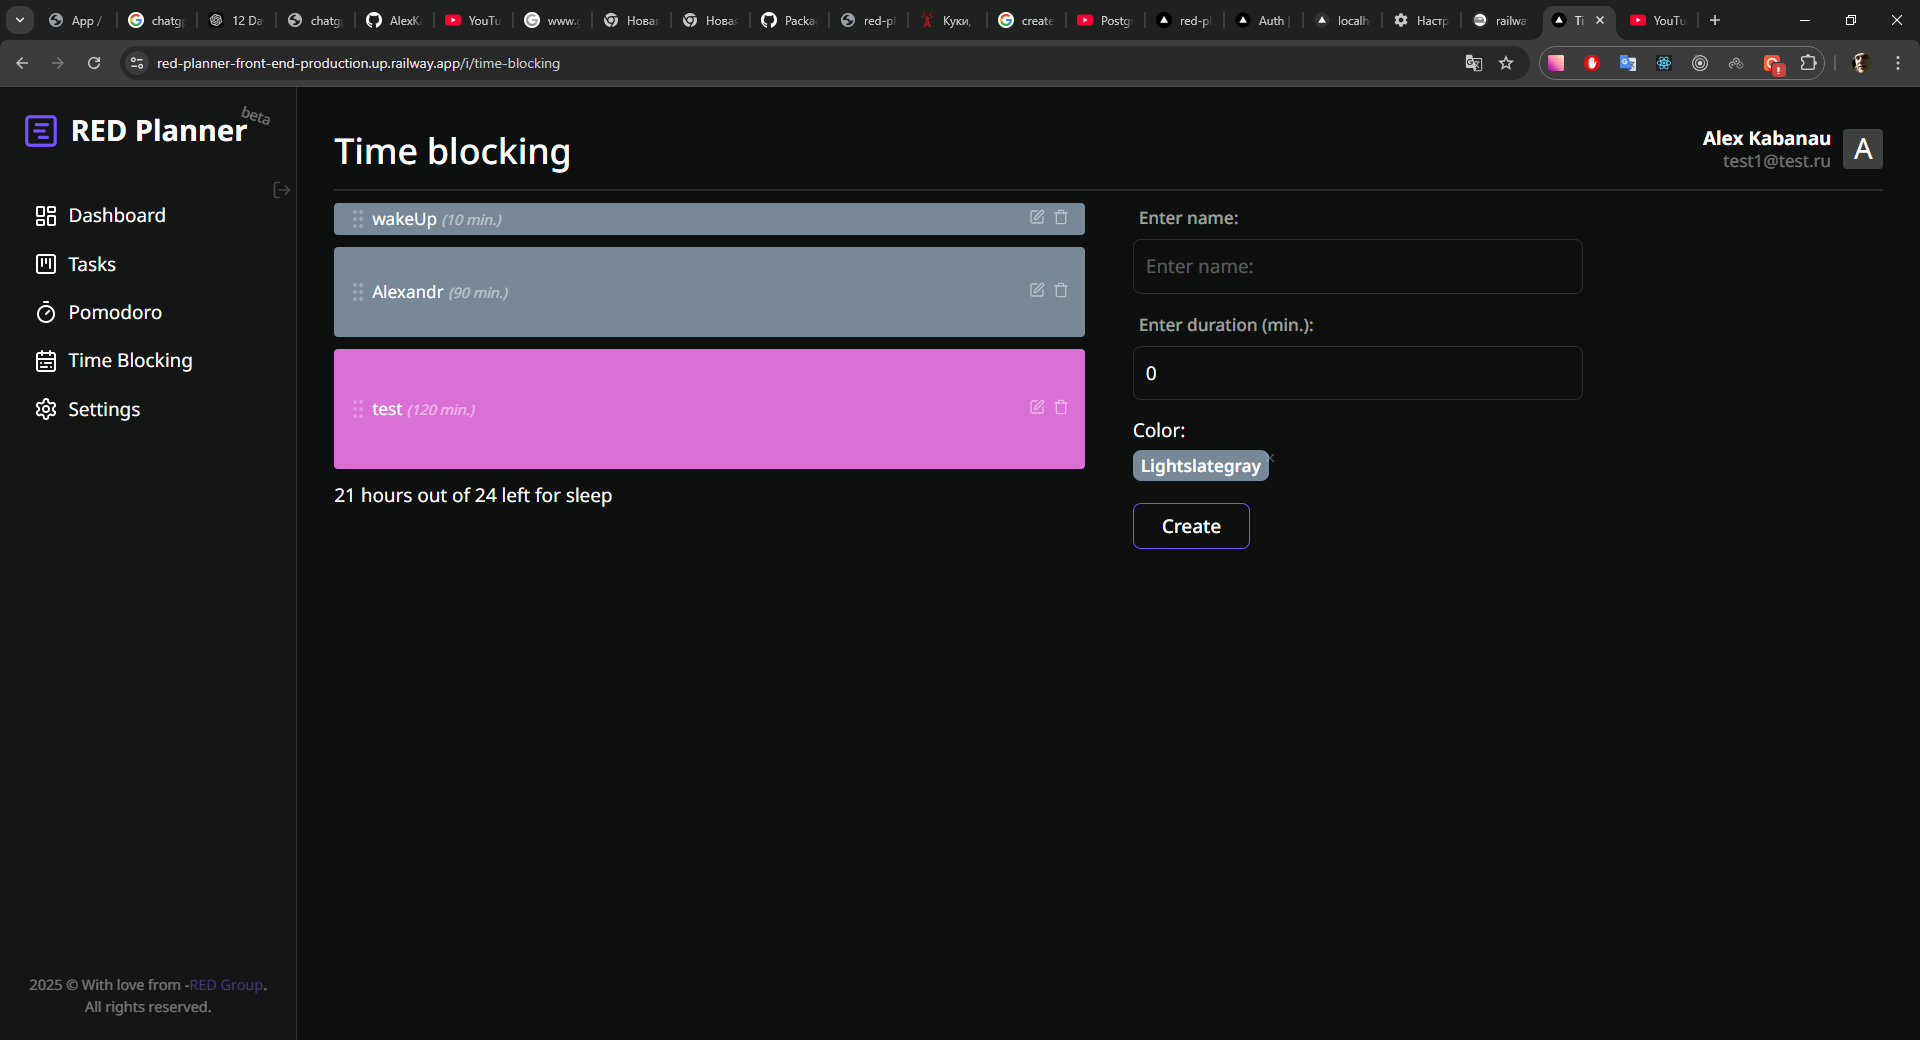 App /
chatg
12 Da
chatg
AlexK
YouTu
www.
Нова
Нова
Packa
red-pl
Куки,
create
Postg
red-pl
Auth
localh
Настр
railwa
Ti
YouTu
red-planner-front-end-production.up.railway.app/i/time-blocking
RED Planner beta
Dashboard
Tasks
Pomodoro
Time Blocking
Settings
2025 © With love from -RED Group.
All rights reserved.
Time blocking
Alex Kabanau
test1@test.ru
A
wakeUp (10 min.)
Alexandr (90 min.)
test (120 min.)
21 hours out of 24 left for sleep
Enter name:
Enter name:
Enter duration (min.):
0
Color:
Lightslategray
Create